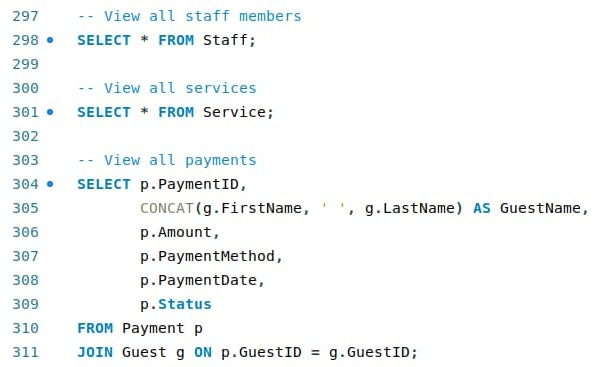 297 -- View all staff members
298 SELECT * FROM Staff;
299
300 -- View all services
301 SELECT * FROM Service;
302
303 -- View all payments
304 SELECT p.PaymentID,
305 CONCAT(g.FirstName, ' ', g.LastName) AS GuestName,
306 p.Amount,
307 p.PaymentMethod,
308 p.PaymentDate,
309 p.Status
310 FROM Payment p
311 JOIN Guest g ON p.GuestID = g.GuestID;